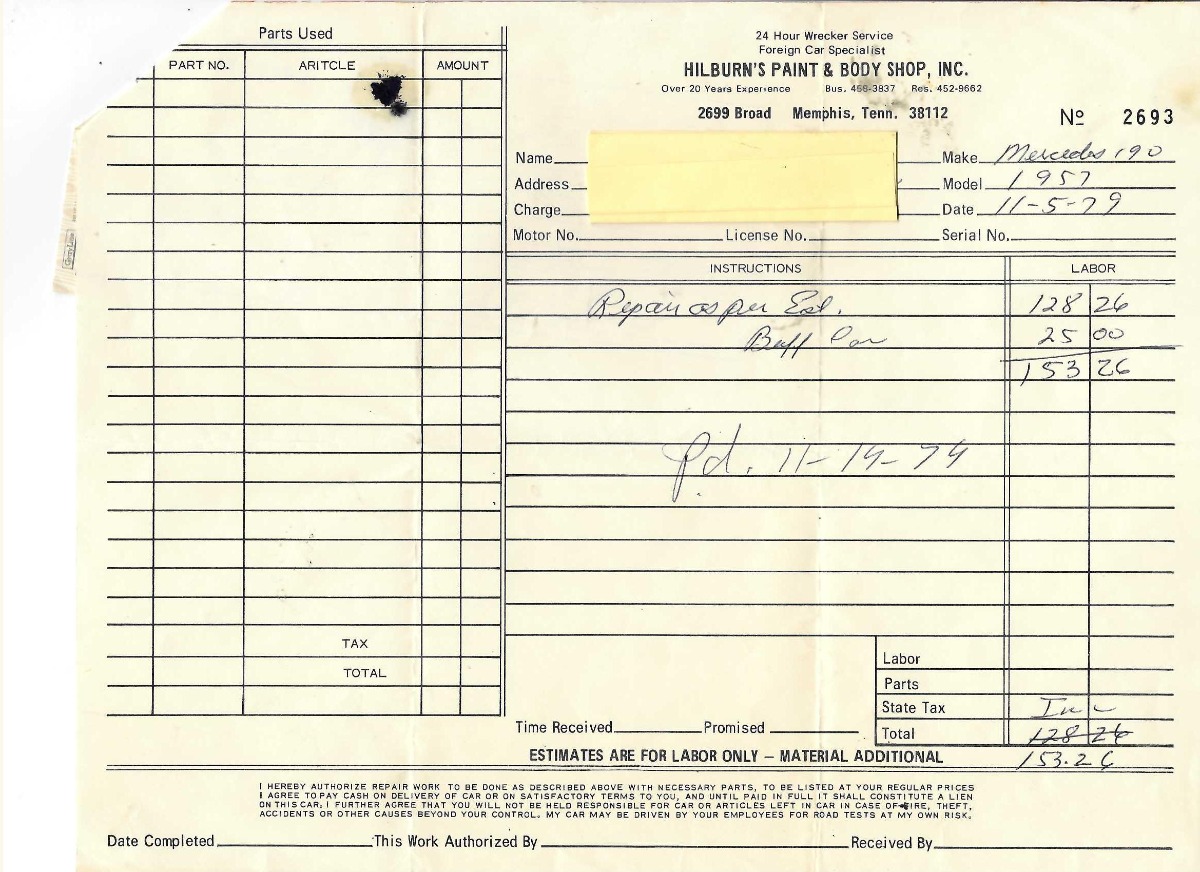 Parts Used
PART NO. ARITCLE AMOUNT
TAX
TOTAL
24 Hour Wrecker Service
Foreign Car Specialist
HILBURN'S PAINT & BODY SHOP, INC.
Over 20 Years Experience Bus. 458-3837 Res. 452-9662
2699 Broad Memphis, Tenn. 38112
Nº 2693
Name Make Mercedes 190
Address Model 1957
Charge Date 11-5-79
Motor No. License No. Serial No.
INSTRUCTIONS LABOR
Repair as per Est. 128 26
Buff Car 25 00
153 26
Pd. 11-14-79
Labor
Parts
State Tax Inc
Time Received Promised Total 128 26
ESTIMATES ARE FOR LABOR ONLY – MATERIAL ADDITIONAL 153.26
I HEREBY AUTHORIZE REPAIR WORK TO BE DONE AS DESCRIBED ABOVE WITH NECESSARY PARTS, TO BE LISTED AT YOUR REGULAR PRICES
I AGREE TO PAY CASH ON DELIVERY OF CAR OR ON SATISFACTORY TERMS TO YOU, AND UNTIL PAID IN FULL IT SHALL CONSTITUTE A LIEN
ON THIS CAR; I FURTHER AGREE THAT YOU WILL NOT BE HELD RESPONSIBLE FOR CAR OR ARTICLES LEFT IN CAR IN CASE OF FIRE, THEFT,
ACCIDENTS OR OTHER CAUSES BEYOND YOUR CONTROL. MY CAR MAY BE DRIVEN BY YOUR EMPLOYEES FOR ROAD TESTS AT MY OWN RISK.
Date Completed This Work Authorized By Received By